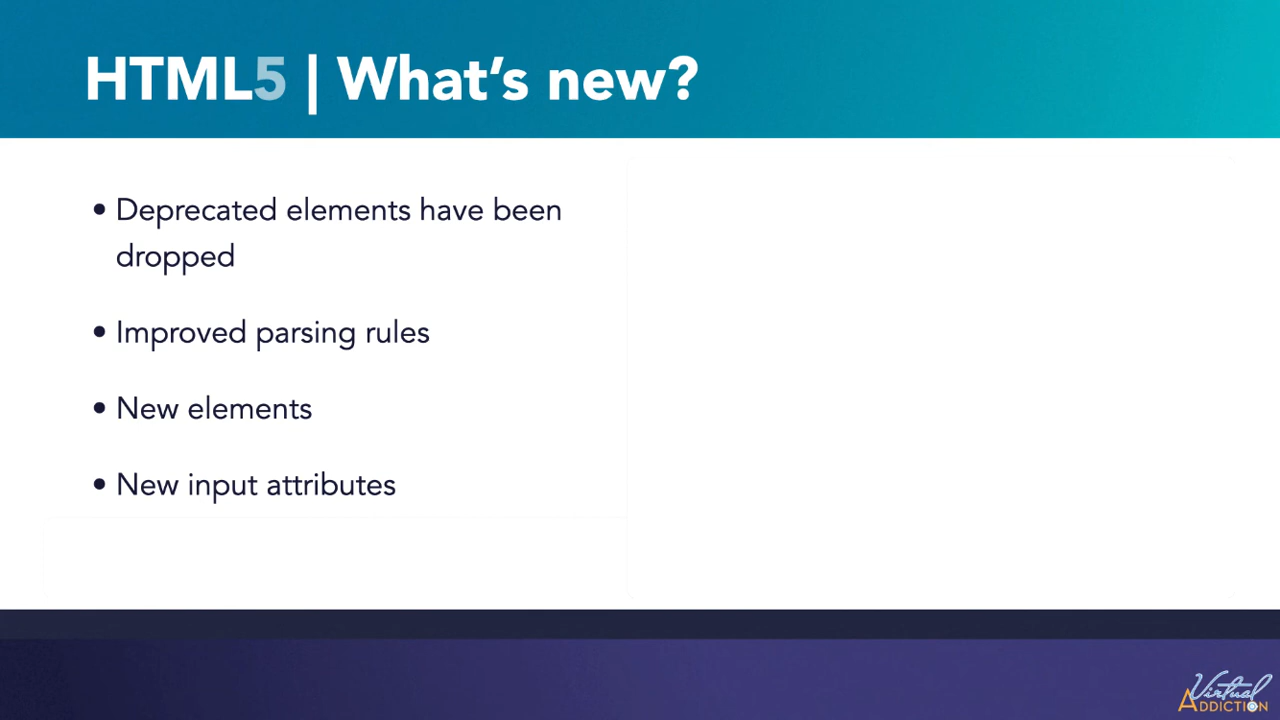 HTML5 | What's new?
• Deprecated elements have been
dropped
• Improved parsing rules
• New elements
• New input attributes
Virtual
ADDICTION